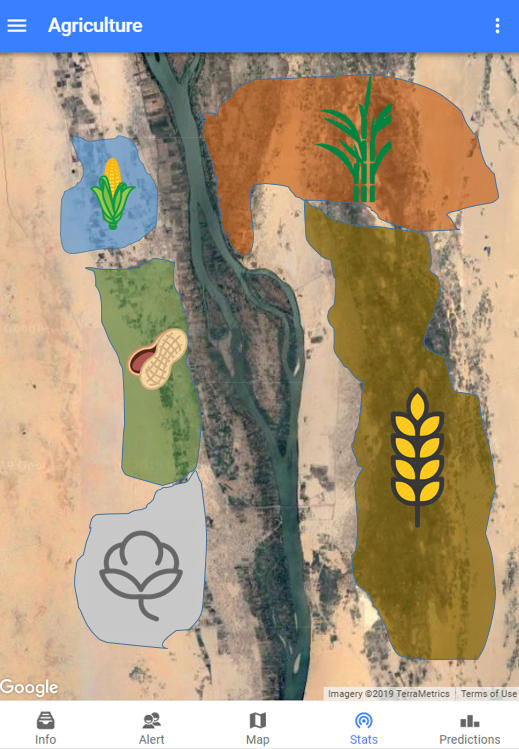 Agriculture
Google
Imagery ©2019 TerraMetrics
Terms of Use
Info
Alert
Map
Stats
Predictions